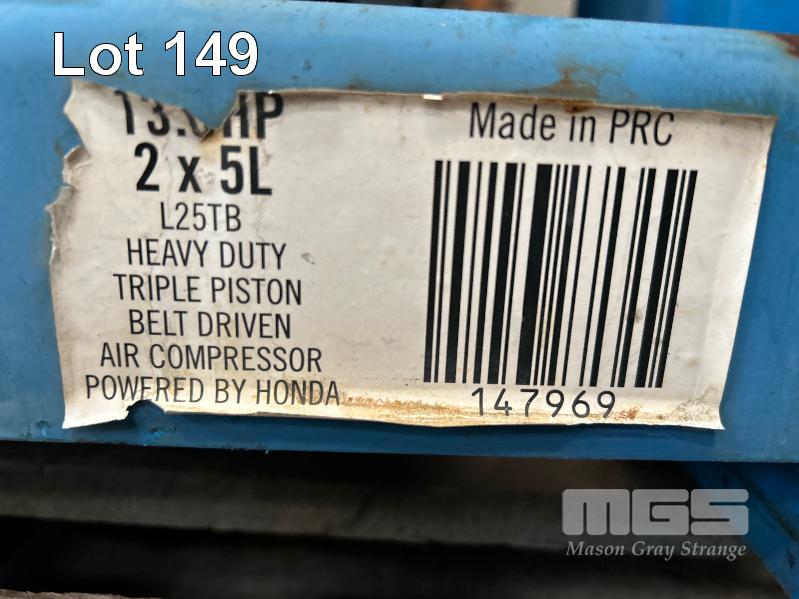 Lot 149
HP
2 x 5L
L25TB
HEAVY DUTY
TRIPLE PISTON
BELT DRIVEN
AIR COMPRESSOR
POWERED BY HONDA
Made in PRC
147969
MGS
Mason Gray Strange